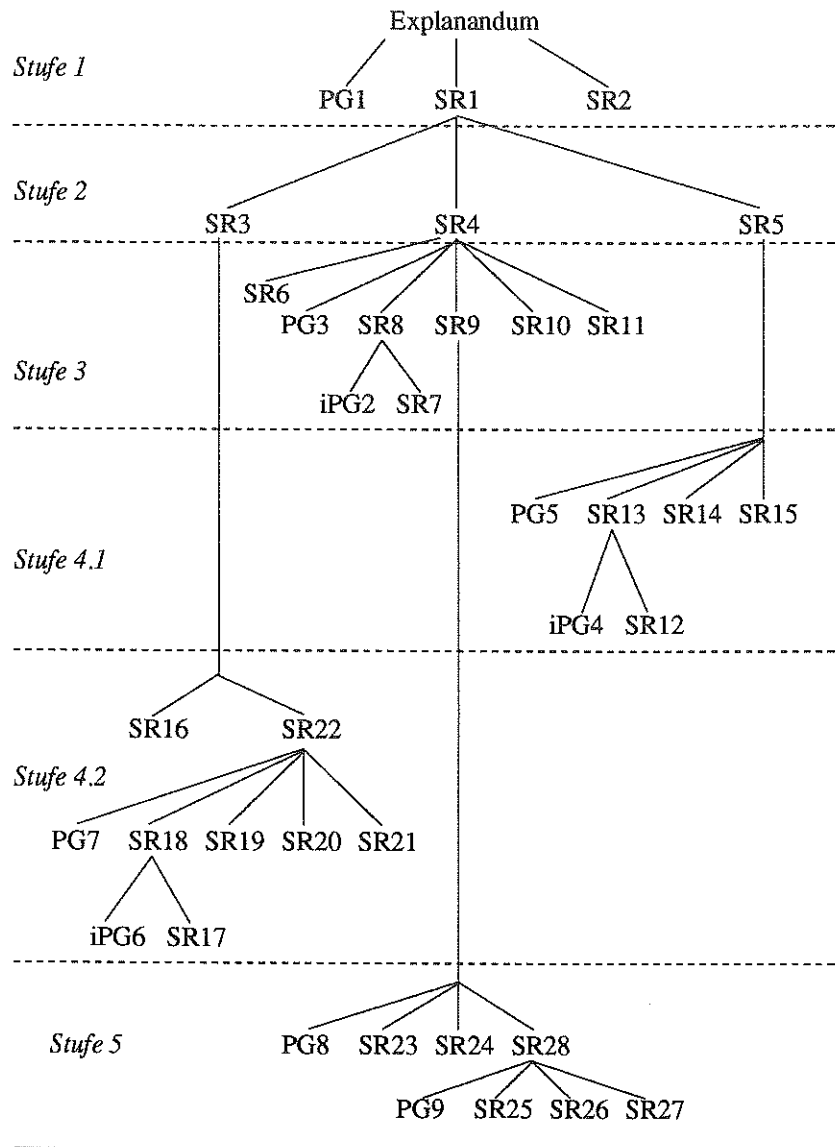 Explanandum
Stufe 1
PG1 SR1 SR2
Stufe 2
SR3 SR4 SR5
SR6
PG3 SR8 SR9 SR10 SR11
Stufe 3
iPG2 SR7
PG5 SR13 SR14 SR15
Stufe 4.1
iPG4 SR12
SR16 SR22
Stufe 4.2
PG7 SR18 SR19 SR20 SR21
iPG6 SR17
Stufe 5
PG8 SR23 SR24 SR28
PG9 SR25 SR26 SR27